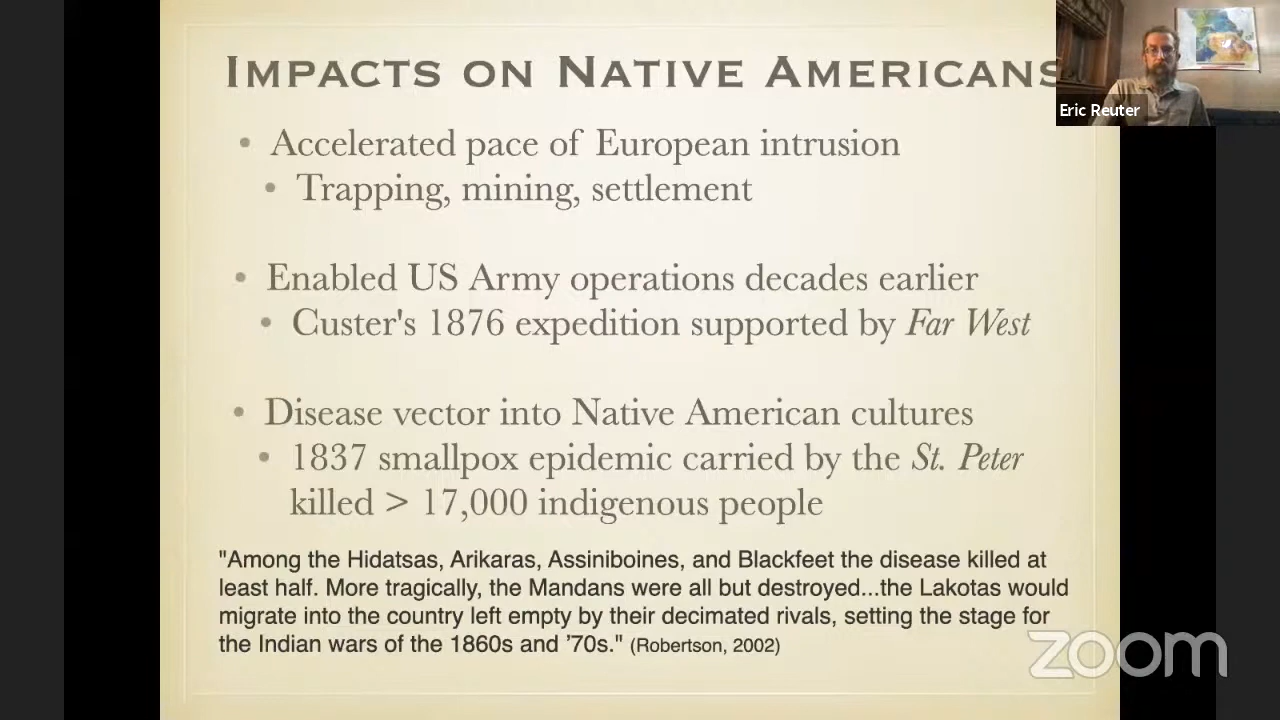 IMPACTS ON NATIVE AMERICANS
Eric Reuter
• Accelerated pace of European intrusion
• Trapping, mining, settlement
• Enabled US Army operations decades earlier
• Custer's 1876 expedition supported by Far West
• Disease vector into Native American cultures
• 1837 smallpox epidemic carried by the St. Peter
killed > 17,000 indigenous people
"Among the Hidatsas, Arikaras, Assiniboines, and Blackfeet the disease killed at
least half. More tragically, the Mandans were all but destroyed...the Lakotas would
migrate into the country left empty by their decimated rivals, setting the stage for
the Indian wars of the 1860s and ’70s." (Robertson, 2002)
zoom